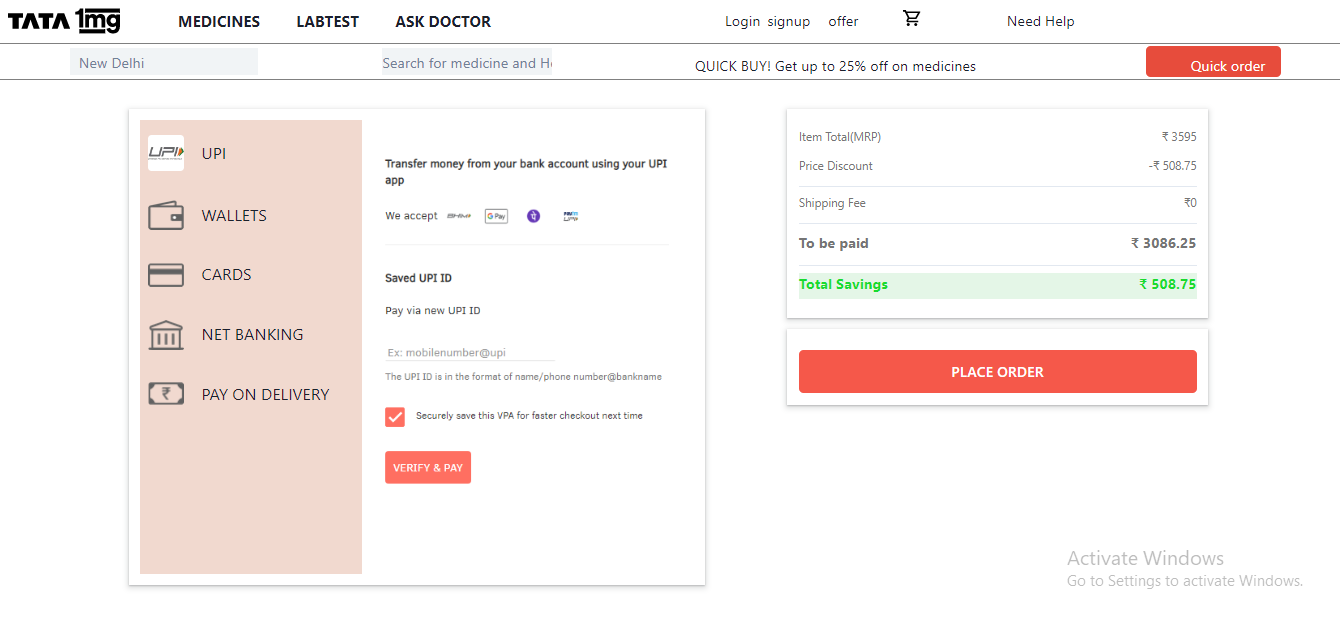 TATA 1mg MEDICINES LABTEST ASK DOCTOR Login signup offer Need Help
New Delhi Search for medicine and He QUICK BUY! Get up to 25% off on medicines Quick order
UPI UPI
WALLETS
CARDS
NET BANKING
PAY ON DELIVERY
Transfer money from your bank account using your UPI
app
We accept BHIM G Pay Paytm UPI
Saved UPI ID
Pay via new UPI ID
Ex: mobilenumber@upi
The UPI ID is in the format of name/phone number@bankname
Securely save this VPA for faster checkout next time
VERIFY & PAY
Item Total(MRP) ₹ 3595
Price Discount -₹ 508.75
Shipping Fee ₹0
To be paid ₹ 3086.25
Total Savings ₹ 508.75
PLACE ORDER
Activate Windows
Go to Settings to activate Windows.